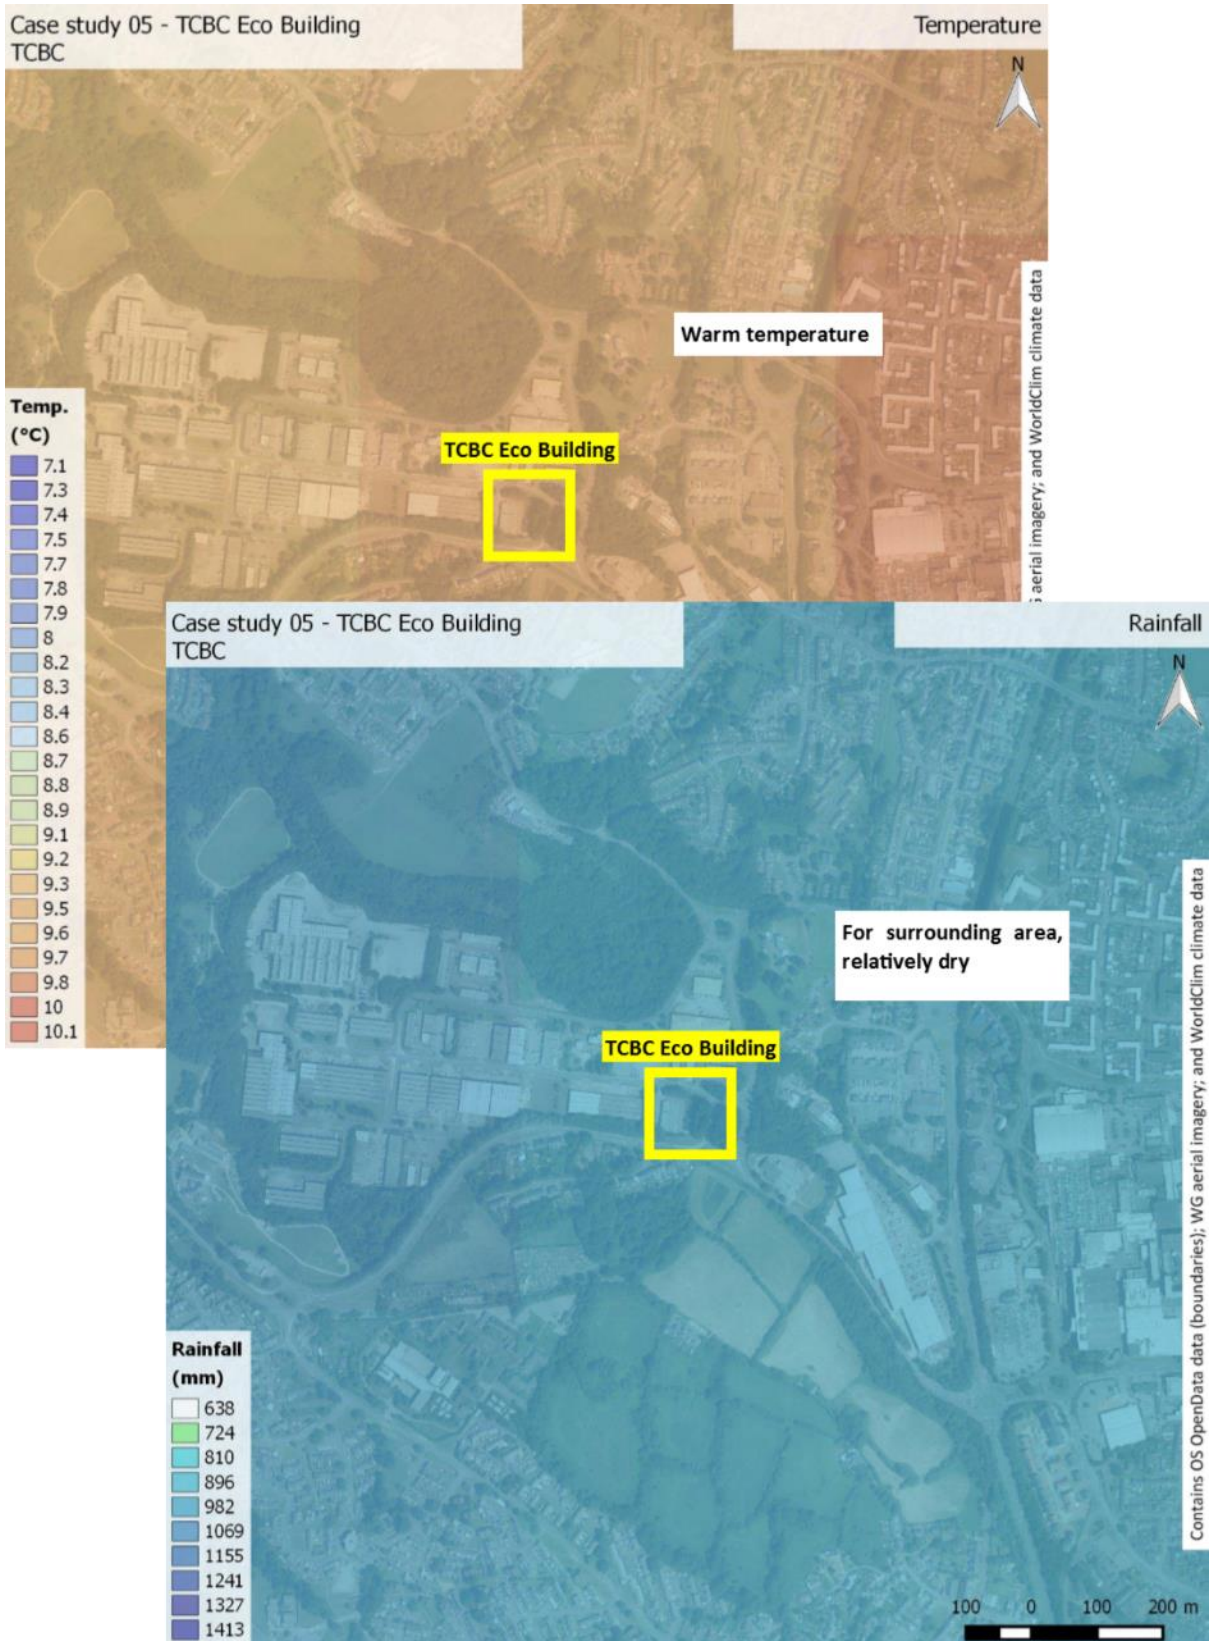 Case study 05 - TCBC Eco Building
TCBC
Temperature
N
Warm temperature
TCBC Eco Building
Temp.
(°C)
7.1
7.3
7.4
7.5
7.7
7.8
7.9
8
8.2
8.3
8.4
8.6
8.7
8.8
8.9
9.1
9.2
9.3
9.5
9.6
9.7
9.8
10
10.1
aerial imagery; and WorldClim climate data
Case study 05 - TCBC Eco Building
TCBC
Rainfall
N
For surrounding area,
relatively dry
TCBC Eco Building
Rainfall
(mm)
638
724
810
896
982
1069
1155
1241
1327
1413
100 0 100 200 m
Contains OS OpenData data (boundaries); WG aerial imagery; and WorldClim climate data